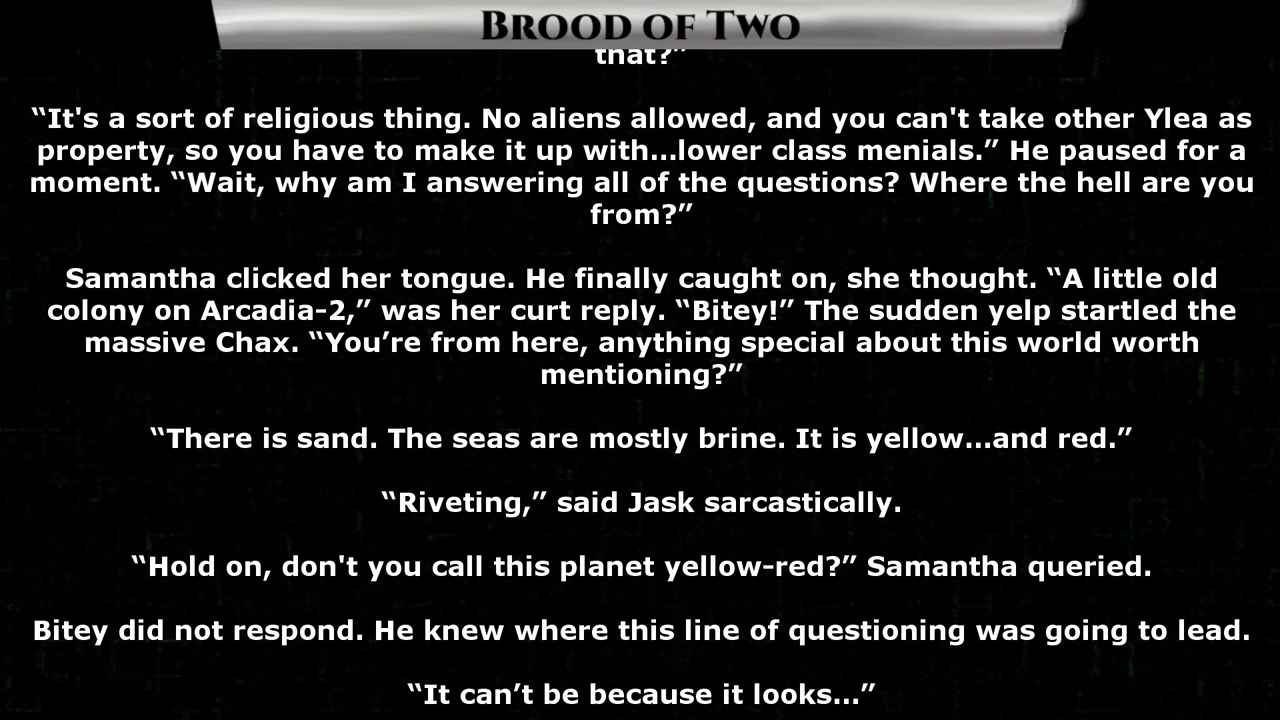 Brood of Two
that?”
“It's a sort of religious thing. No aliens allowed, and you can't take other Ylea as
property, so you have to make it up with...lower class menials.” He paused for a
moment. “Wait, why am I answering all of the questions? Where the hell are you
from?”
Samantha clicked her tongue. He finally caught on, she thought. “A little old
colony on Arcadia-2,” was her curt reply. “Bitey!” The sudden yelp startled the
massive Chax. “You’re from here, anything special about this world worth
mentioning?”
“There is sand. The seas are mostly brine. It is yellow...and red.”
“Riveting,” said Jask sarcastically.
“Hold on, don't you call this planet yellow-red?” Samantha queried.
Bitey did not respond. He knew where this line of questioning was going to lead.
“It can’t be because it looks...”